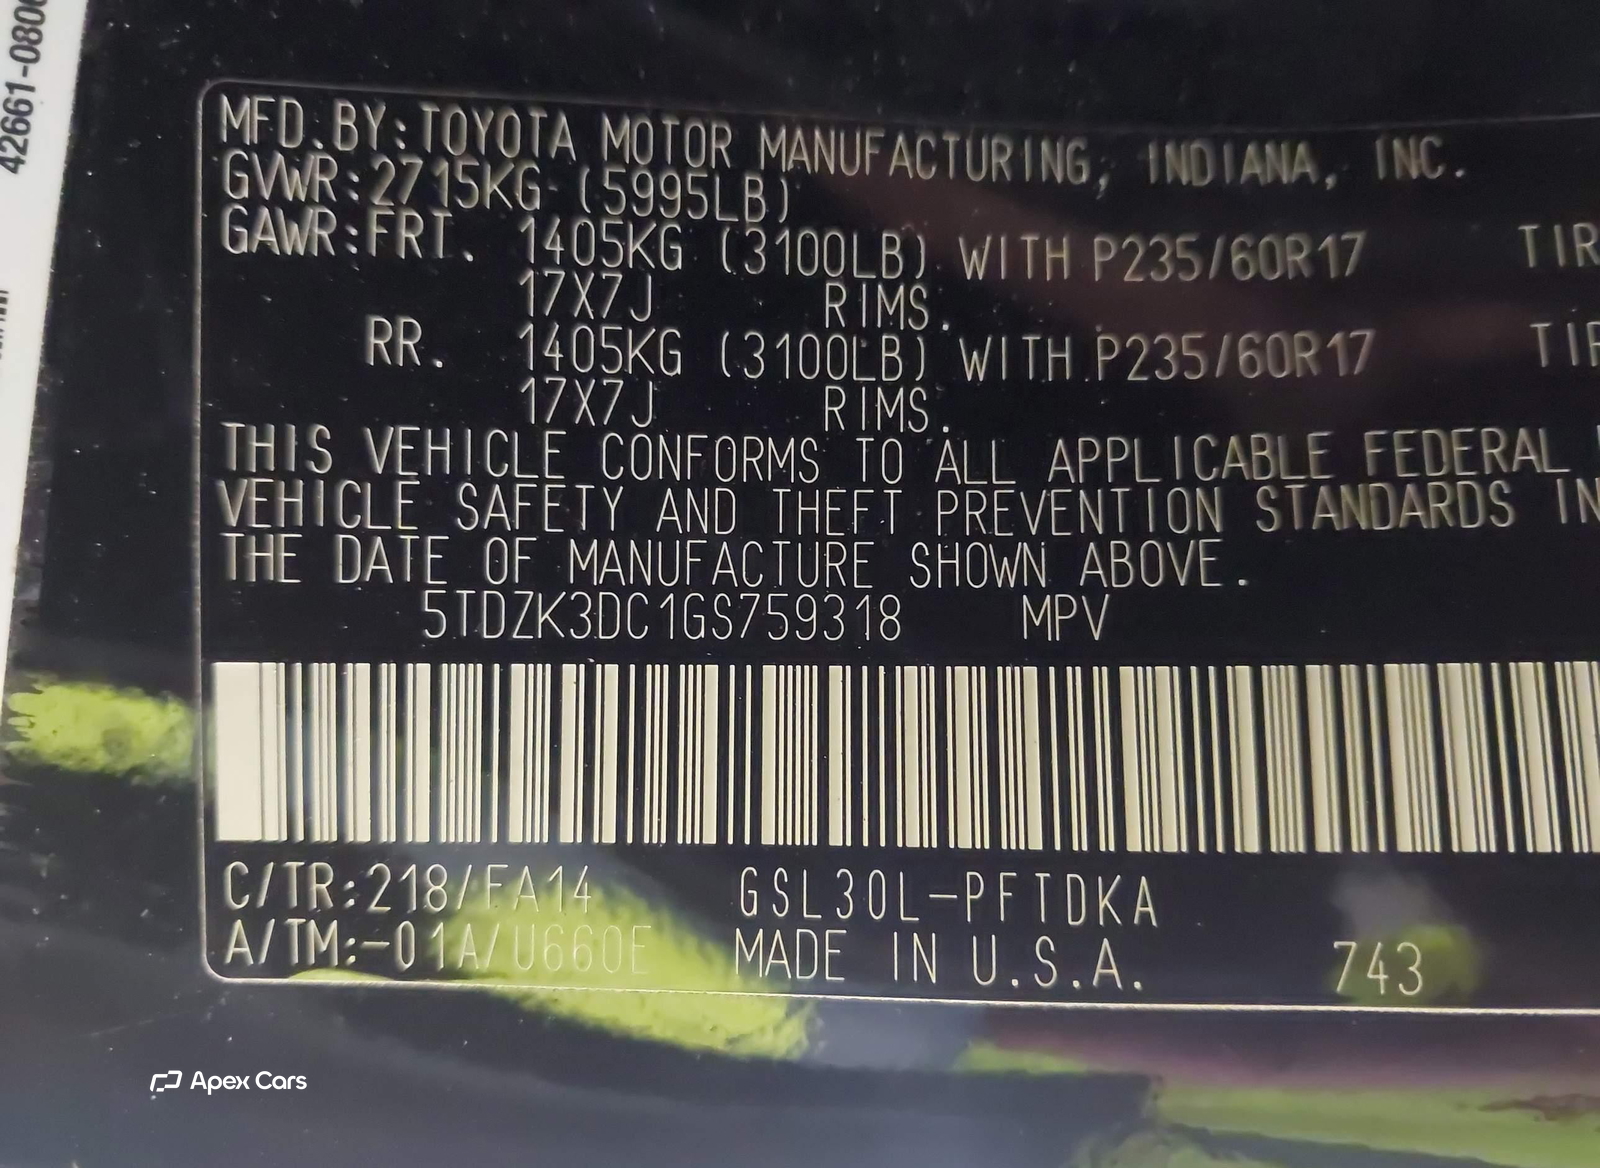 42661-0806
MFD.BY:TOYOTA MOTOR MANUFACTURING, INDIANA, INC.
GVWR:2715KG (5995LB)
GAWR:FRT. 1405KG (3100LB) WITH P235/60R17 TIR
17X7J RIMS.
RR. 1405KG (3100LB) WITH P235/60R17 TIR
17X7J RIMS.
THIS VEHICLE CONFORMS TO ALL APPLICABLE FEDERAL
VEHICLE SAFETY AND THEFT PREVENTION STANDARDS IN
THE DATE OF MANUFACTURE SHOWN ABOVE.
5TDZK3DC1GS759318 MPV
C/TR:218/FA14 GSL30L-PFTDKA
A/TM:-01A/U660E MADE IN U.S.A. 743
Apex Cars